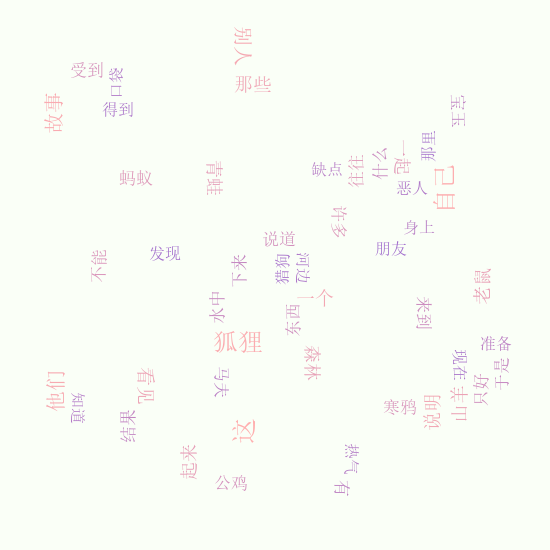 别人
那些
受到
口袋
得到
故事
宝玉
那里
一起
什么
往往
缺点
恶人
自己
蚂蚁
青蛙
许多
身上
朋友
说道
发现
不能
下来
猎狗
河边
一个
东西
水中
来到
老鼠
狐狸
森林
准备
现在
于是
只好
山羊
说明
寒鸦
他们
知道
看见
结果
马夫
这
起来
公鸡
热气
有